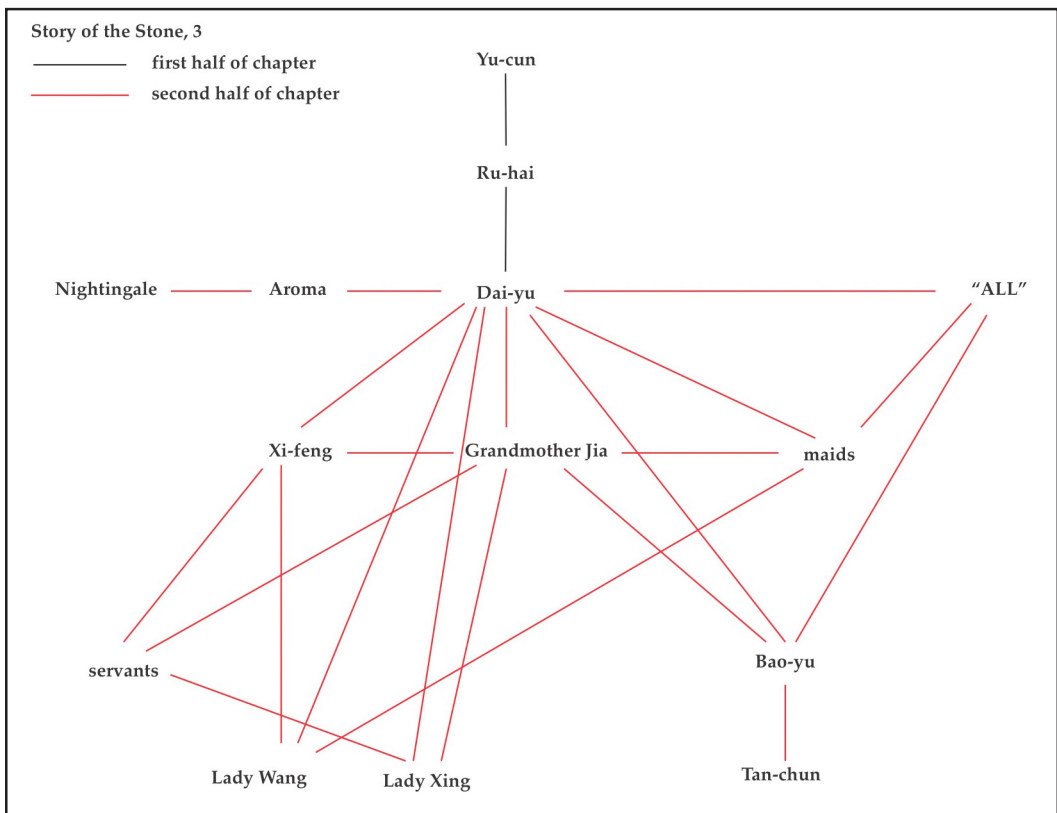 Story of the Stone, 3
first half of chapter
second half of chapter
Yu-cun
Ru-hai
Nightingale
Aroma
Dai-yu
“ALL”
Xi-feng
Grandmother Jia
maids
servants
Bao-yu
Lady Wang
Lady Xing
Tan-chun